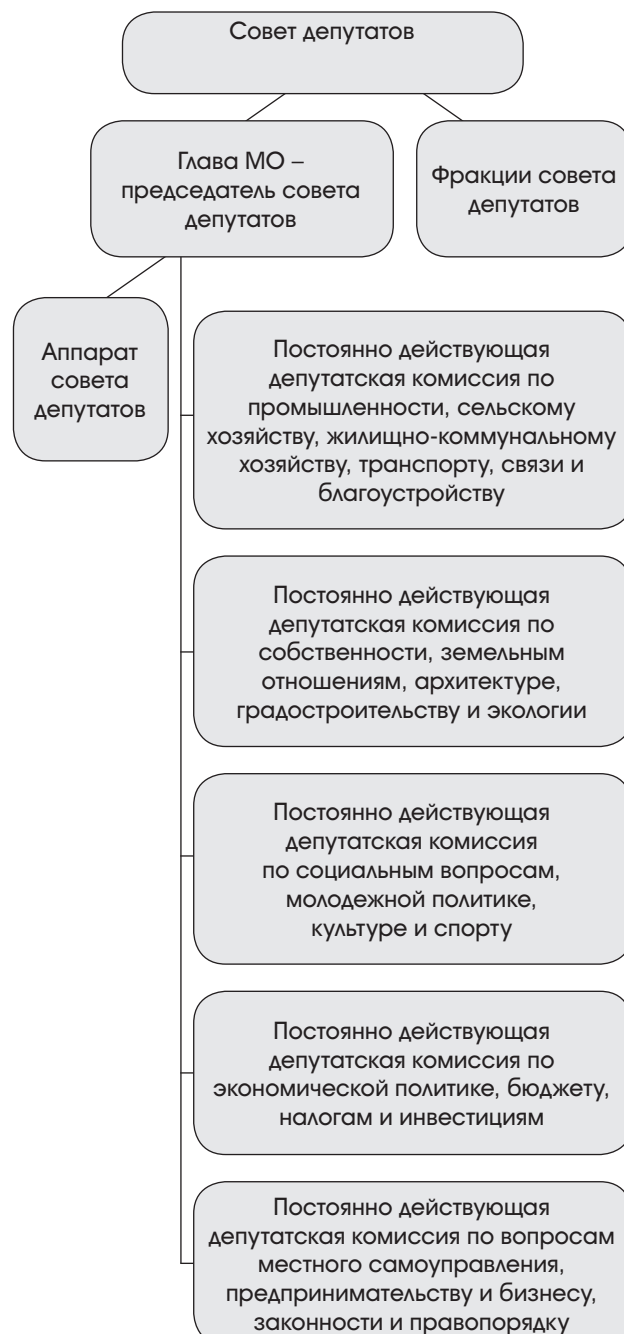 Совет депутатов
Глава МО –
председатель совета
депутатов
Фракции совета
депутатов
Аппарат
совета
депутатов
Постоянно действующая
депутатская комиссия по
промышленности, сельскому
хозяйству, жилищно-коммунальному
хозяйству, транспорту, связи и
благоустройству
Постоянно действующая
депутатская комиссия по
собственности, земельным
отношениям, архитектуре,
градостроительству и экологии
Постоянно действующая
депутатская комиссия
по социальным вопросам,
молодежной политике,
культуре и спорту
Постоянно действующая
депутатская комиссия по
экономической политике, бюджету,
налогам и инвестициям
Постоянно действующая
депутатская комиссия по вопросам
местного самоуправления,
предпринимательству и бизнесу,
законности и правопорядку